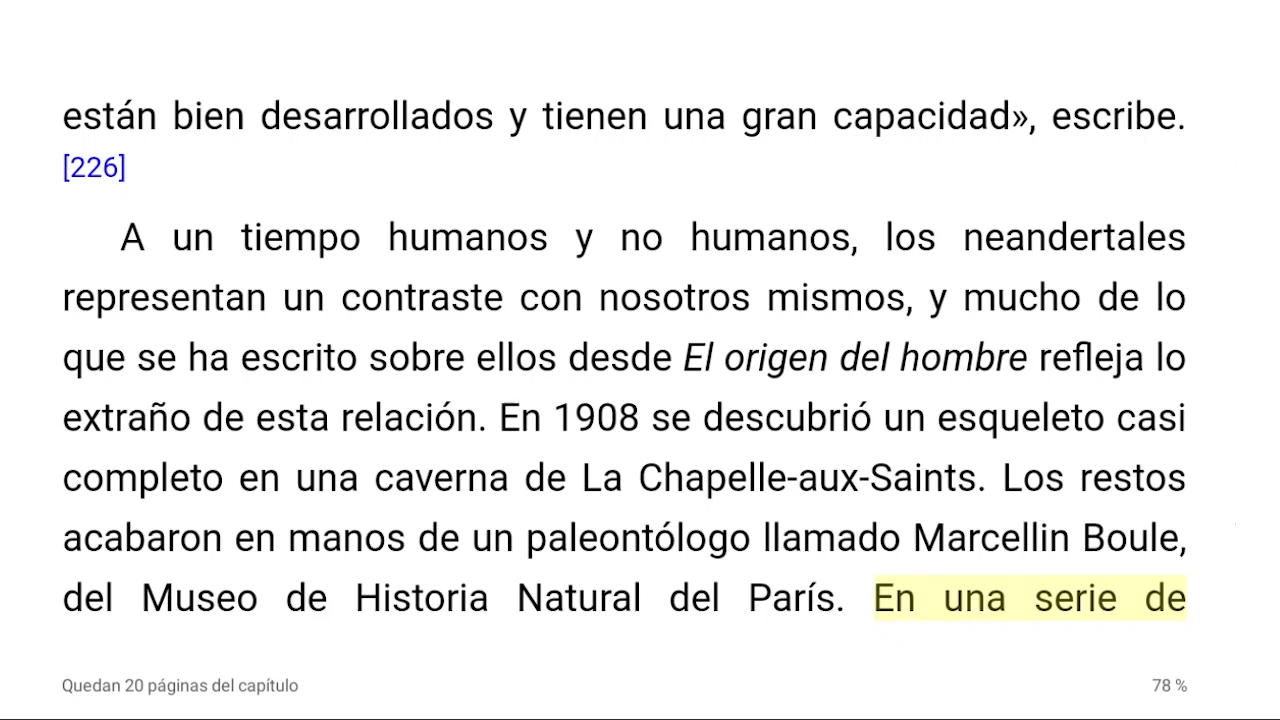 están bien desarrollados y tienen una gran capacidad», escribe.
[226]
A un tiempo humanos y no humanos, los neandertales
representan un contraste con nosotros mismos, y mucho de lo
que se ha escrito sobre ellos desde El origen del hombre refleja lo
extraño de esta relación. En 1908 se descubrió un esqueleto casi
completo en una caverna de La Chapelle-aux-Saints. Los restos
acabaron en manos de un paleontólogo llamado Marcellin Boule,
del Museo de Historia Natural del París. En una serie de
Quedan 20 páginas del capítulo
78 %